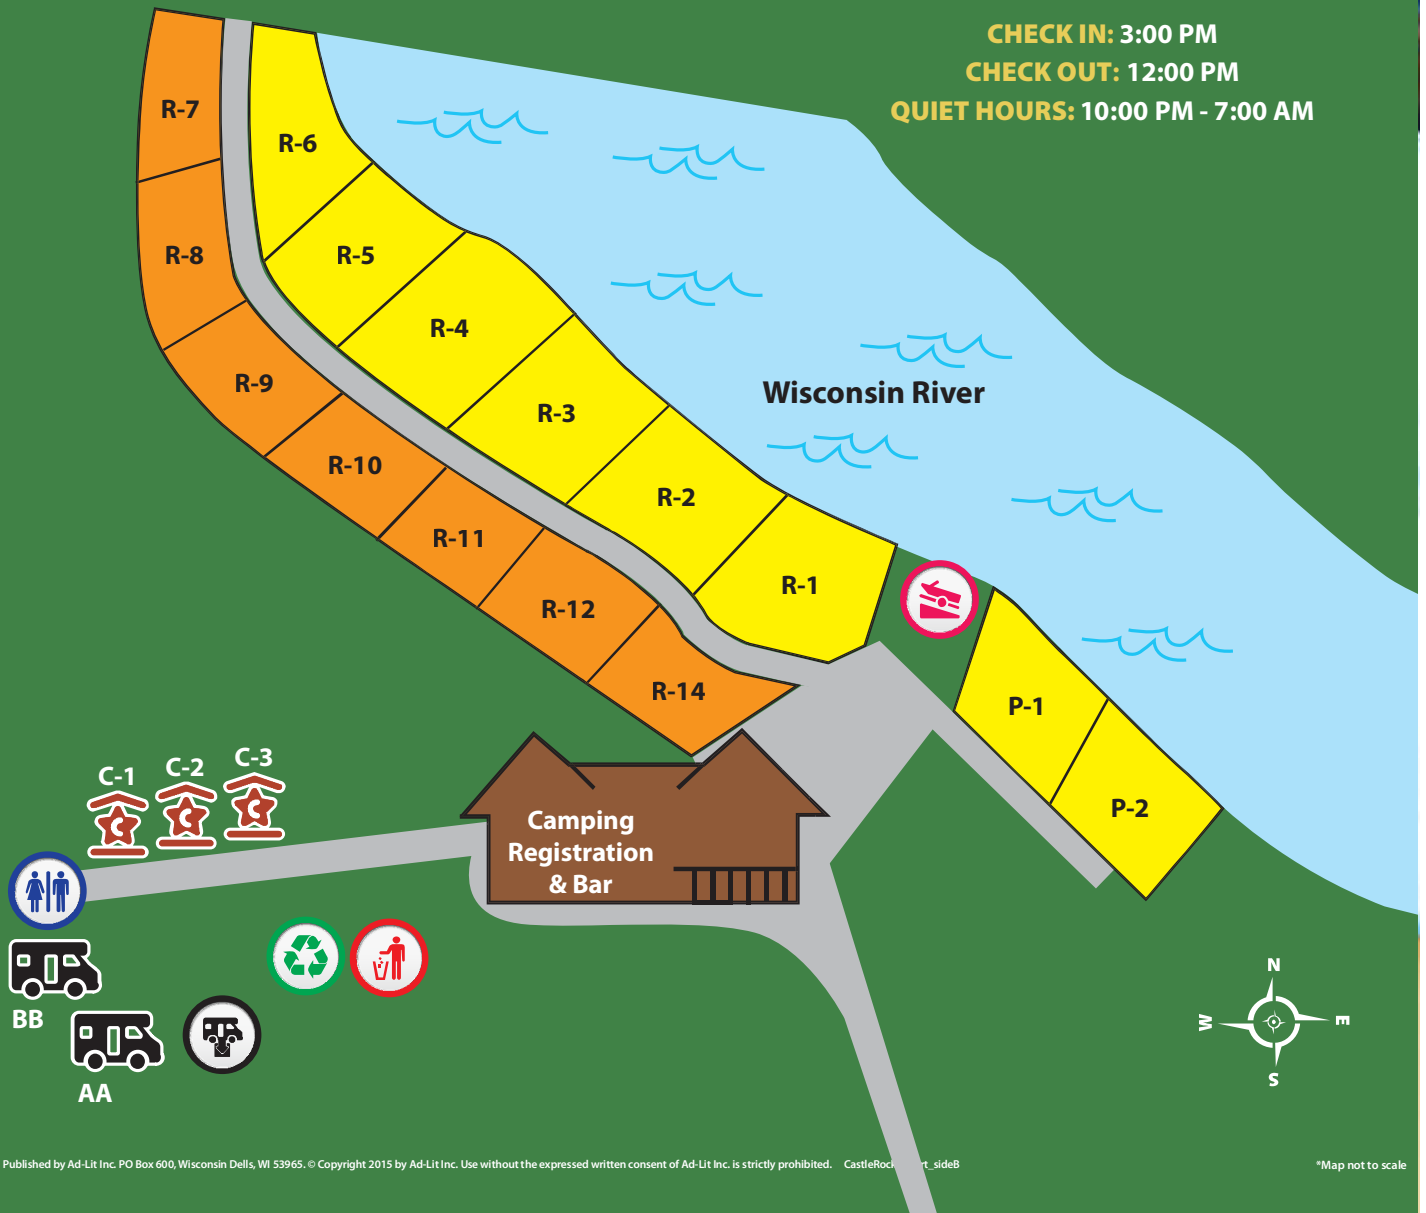 CHECK IN: 3:00 PM
CHECK OUT: 12:00 PM
QUIET HOURS: 10:00 PM - 7:00 AM
R-7
R-6
R-8
R-5
R-4
R-9
R-3
Wisconsin River
R-10
R-2
R-11
R-1
R-12
R-14
P-1
P-2
C-1
C-2
C-3
C
C
C
Camping
Registration
& Bar
BB
AA
N
W
E
S
Published by Ad-Lit Inc. PO Box 600, Wisconsin Dells, WI 53965. © Copyright 2015 by Ad-Lit Inc. Use without the expressed written consent of Ad-Lit Inc. is strictly prohibited.
*Map not to scale